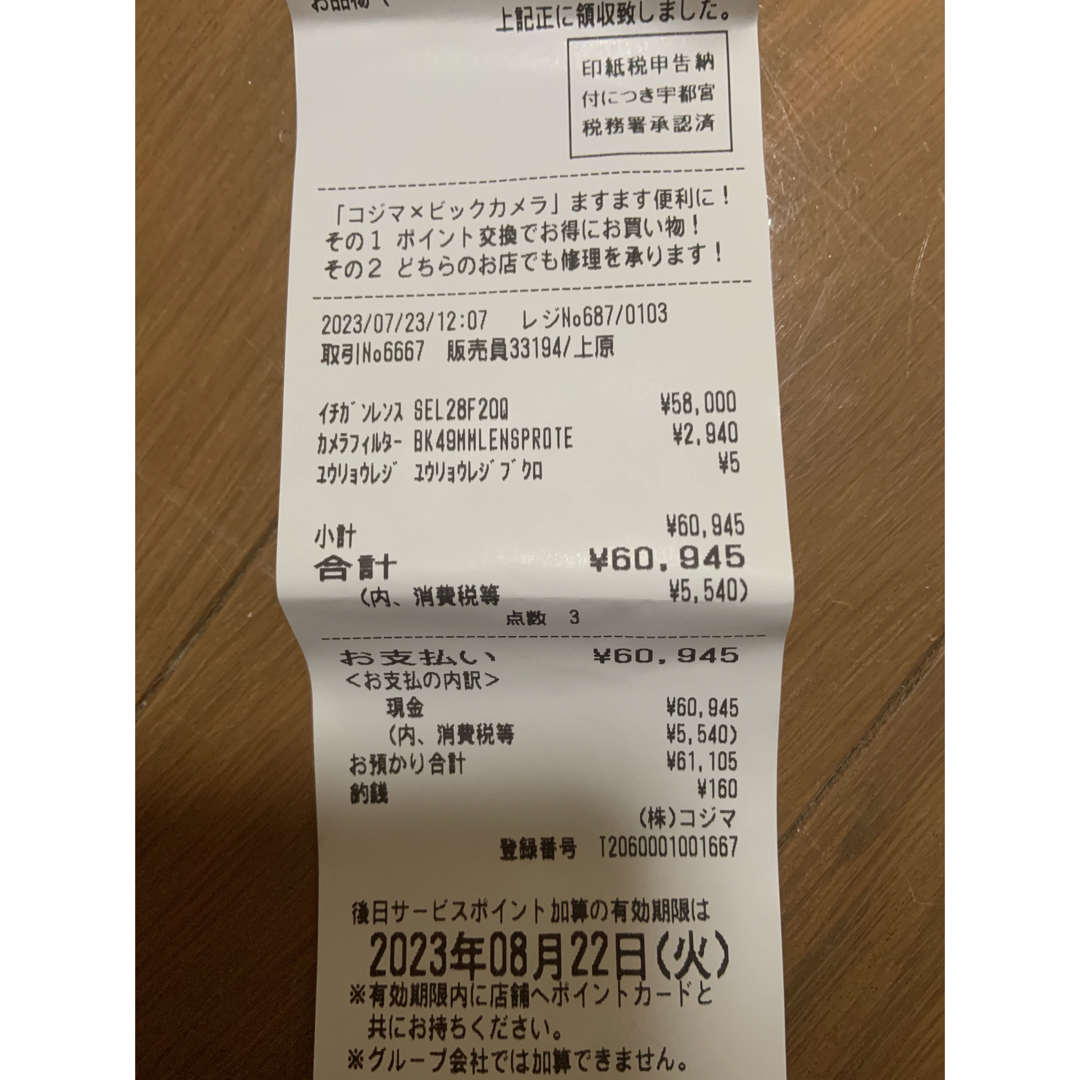 お品物
上記正に領収致しました。
印紙税申告納
付につき宇都宮
税務署承認済
「コジマ×ビックカメラ」ますます便利に！
その１ ポイント交換でお得にお買い物！
その２ どちらのお店でも修理を承ります！
2023/07/23/12:07 レジNo687/0103
取引No6667 販売員33194/上原
ｲﾁｶﾞﾝﾚﾝｽ SEL28F20Q ¥58,000
ｶﾒﾗﾌｨﾙﾀｰ BK49MMLENSPROTE ¥2,940
ﾕｳﾘｮｳﾚｼﾞ ﾕｳﾘｮｳﾚｼﾞﾌﾞｸﾛ ¥5
小計 ¥60,945
合計 ¥60,945
(内、消費税等 ¥5,540)
点数 3
お支払い ¥60,945
＜お支払の内訳＞
現金 ¥60,945
(内、消費税等 ¥5,540)
お預かり合計 ¥61,105
釣銭 ¥160
(株)コジマ
登録番号 T2060001001667
後日サービスポイント加算の有効期限は
2023年08月22日(火)
※有効期限内に店舗へポイントカードと
共にお持ちください。
※グループ会社では加算できません。